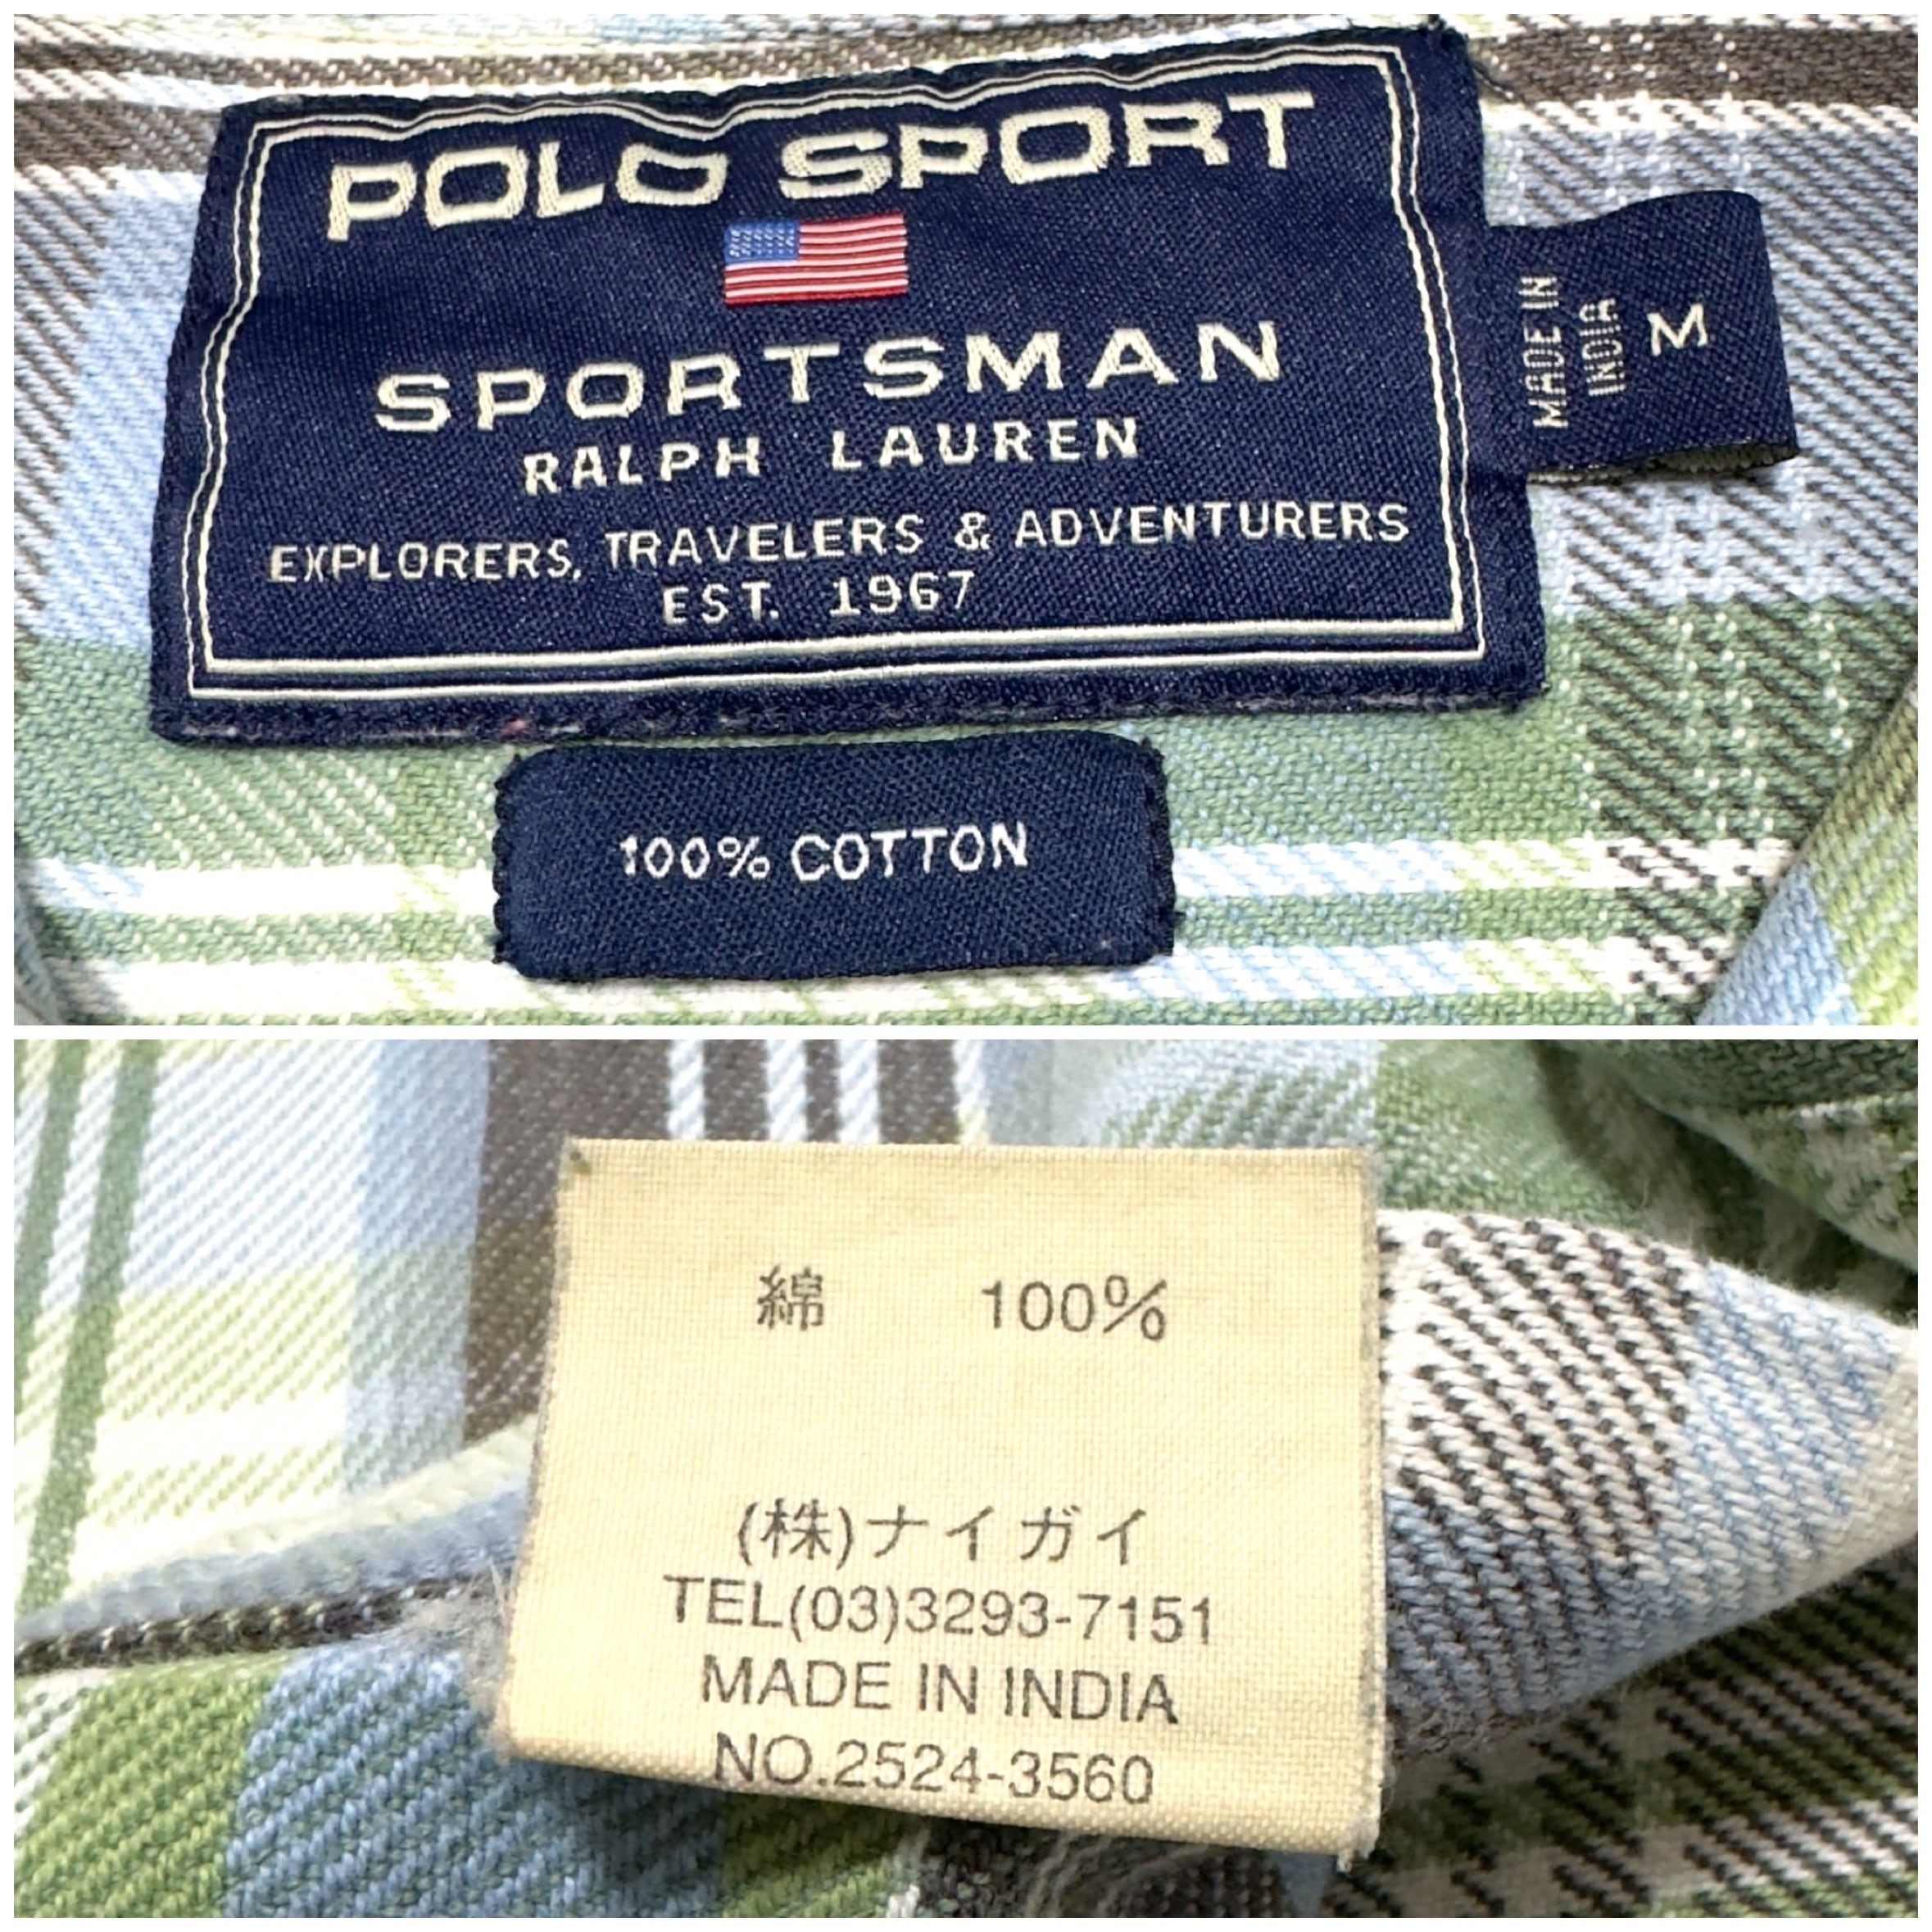 POLO SPORT
SPORTSMAN
RALPH LAUREN
EXPLORERS, TRAVELERS & ADVENTURERS
EST. 1967
MADE IN
INDIA
M
100% COTTON
綿 100%
(株)ナイガイ
TEL(03)3293-7151
MADE IN INDIA
NO.2524-3560